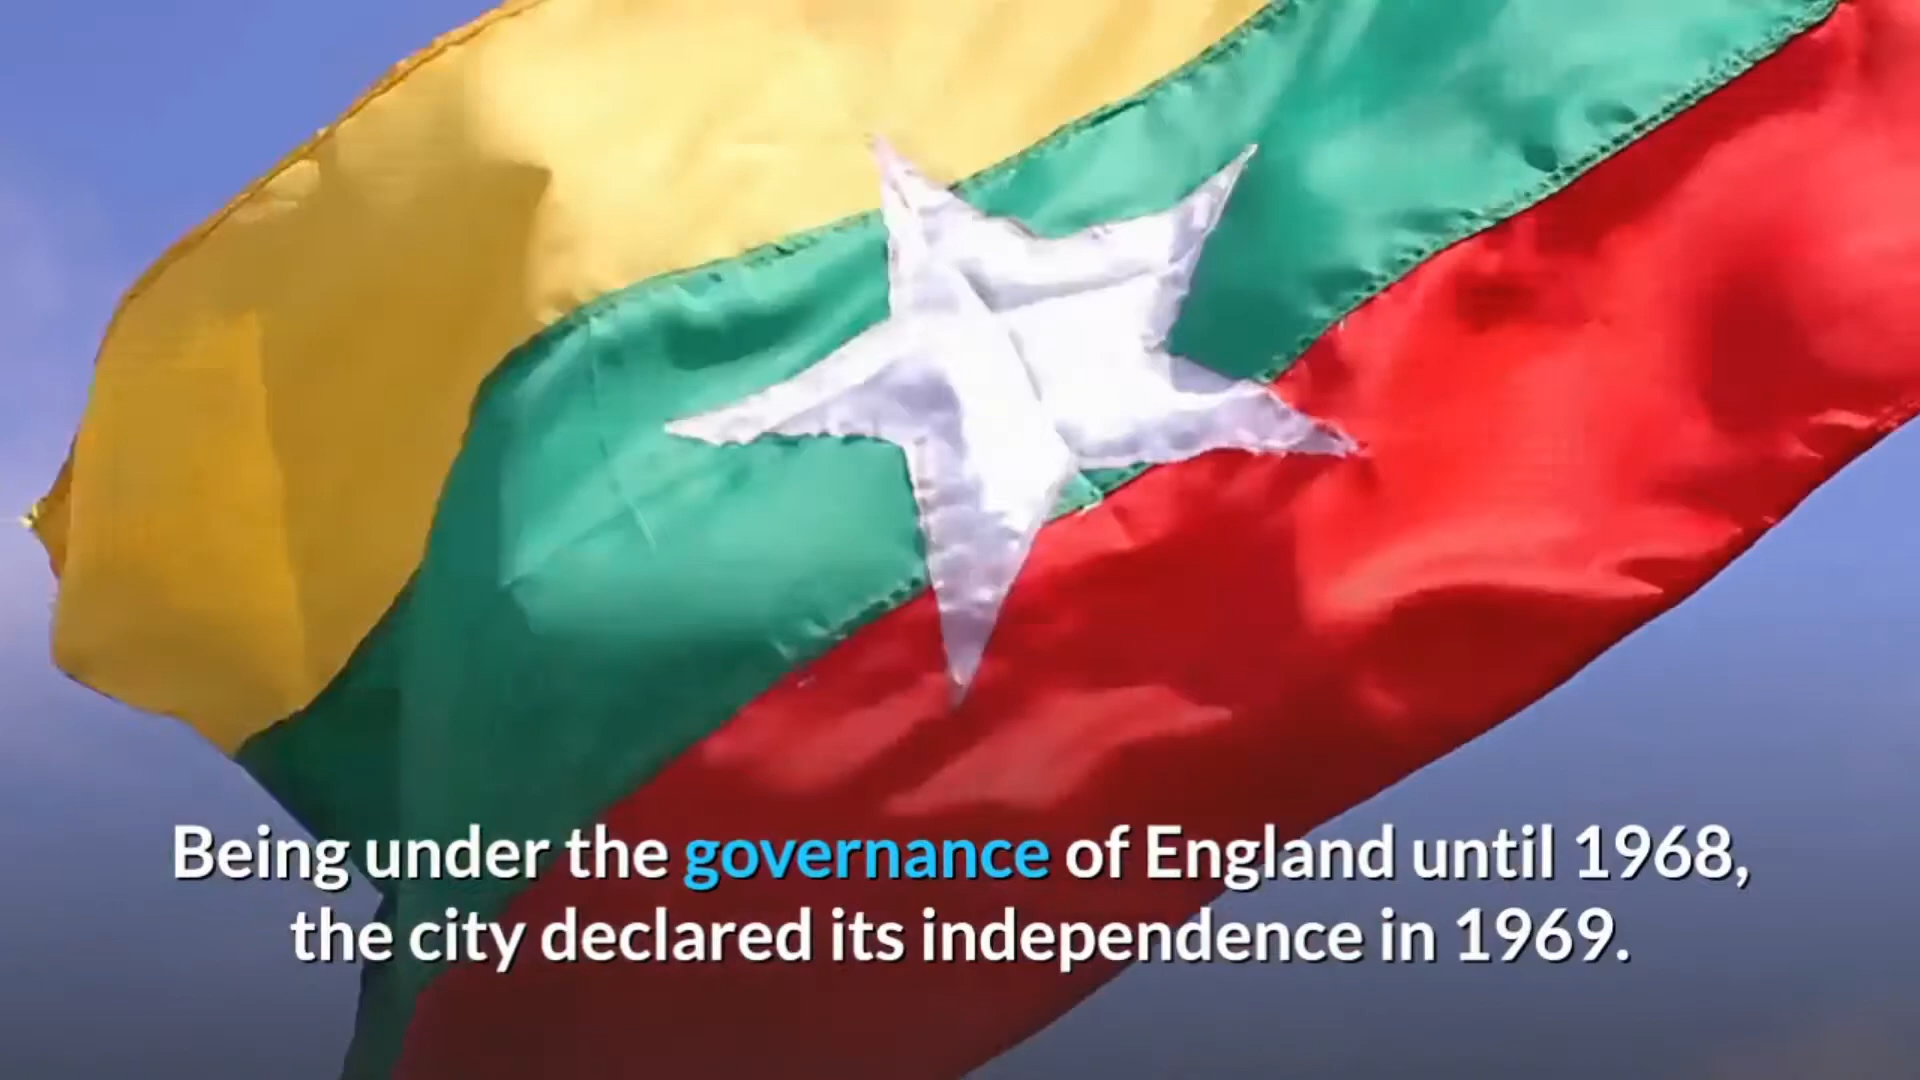 Being under the governance of England until 1968,
the city declared its independence in 1969.